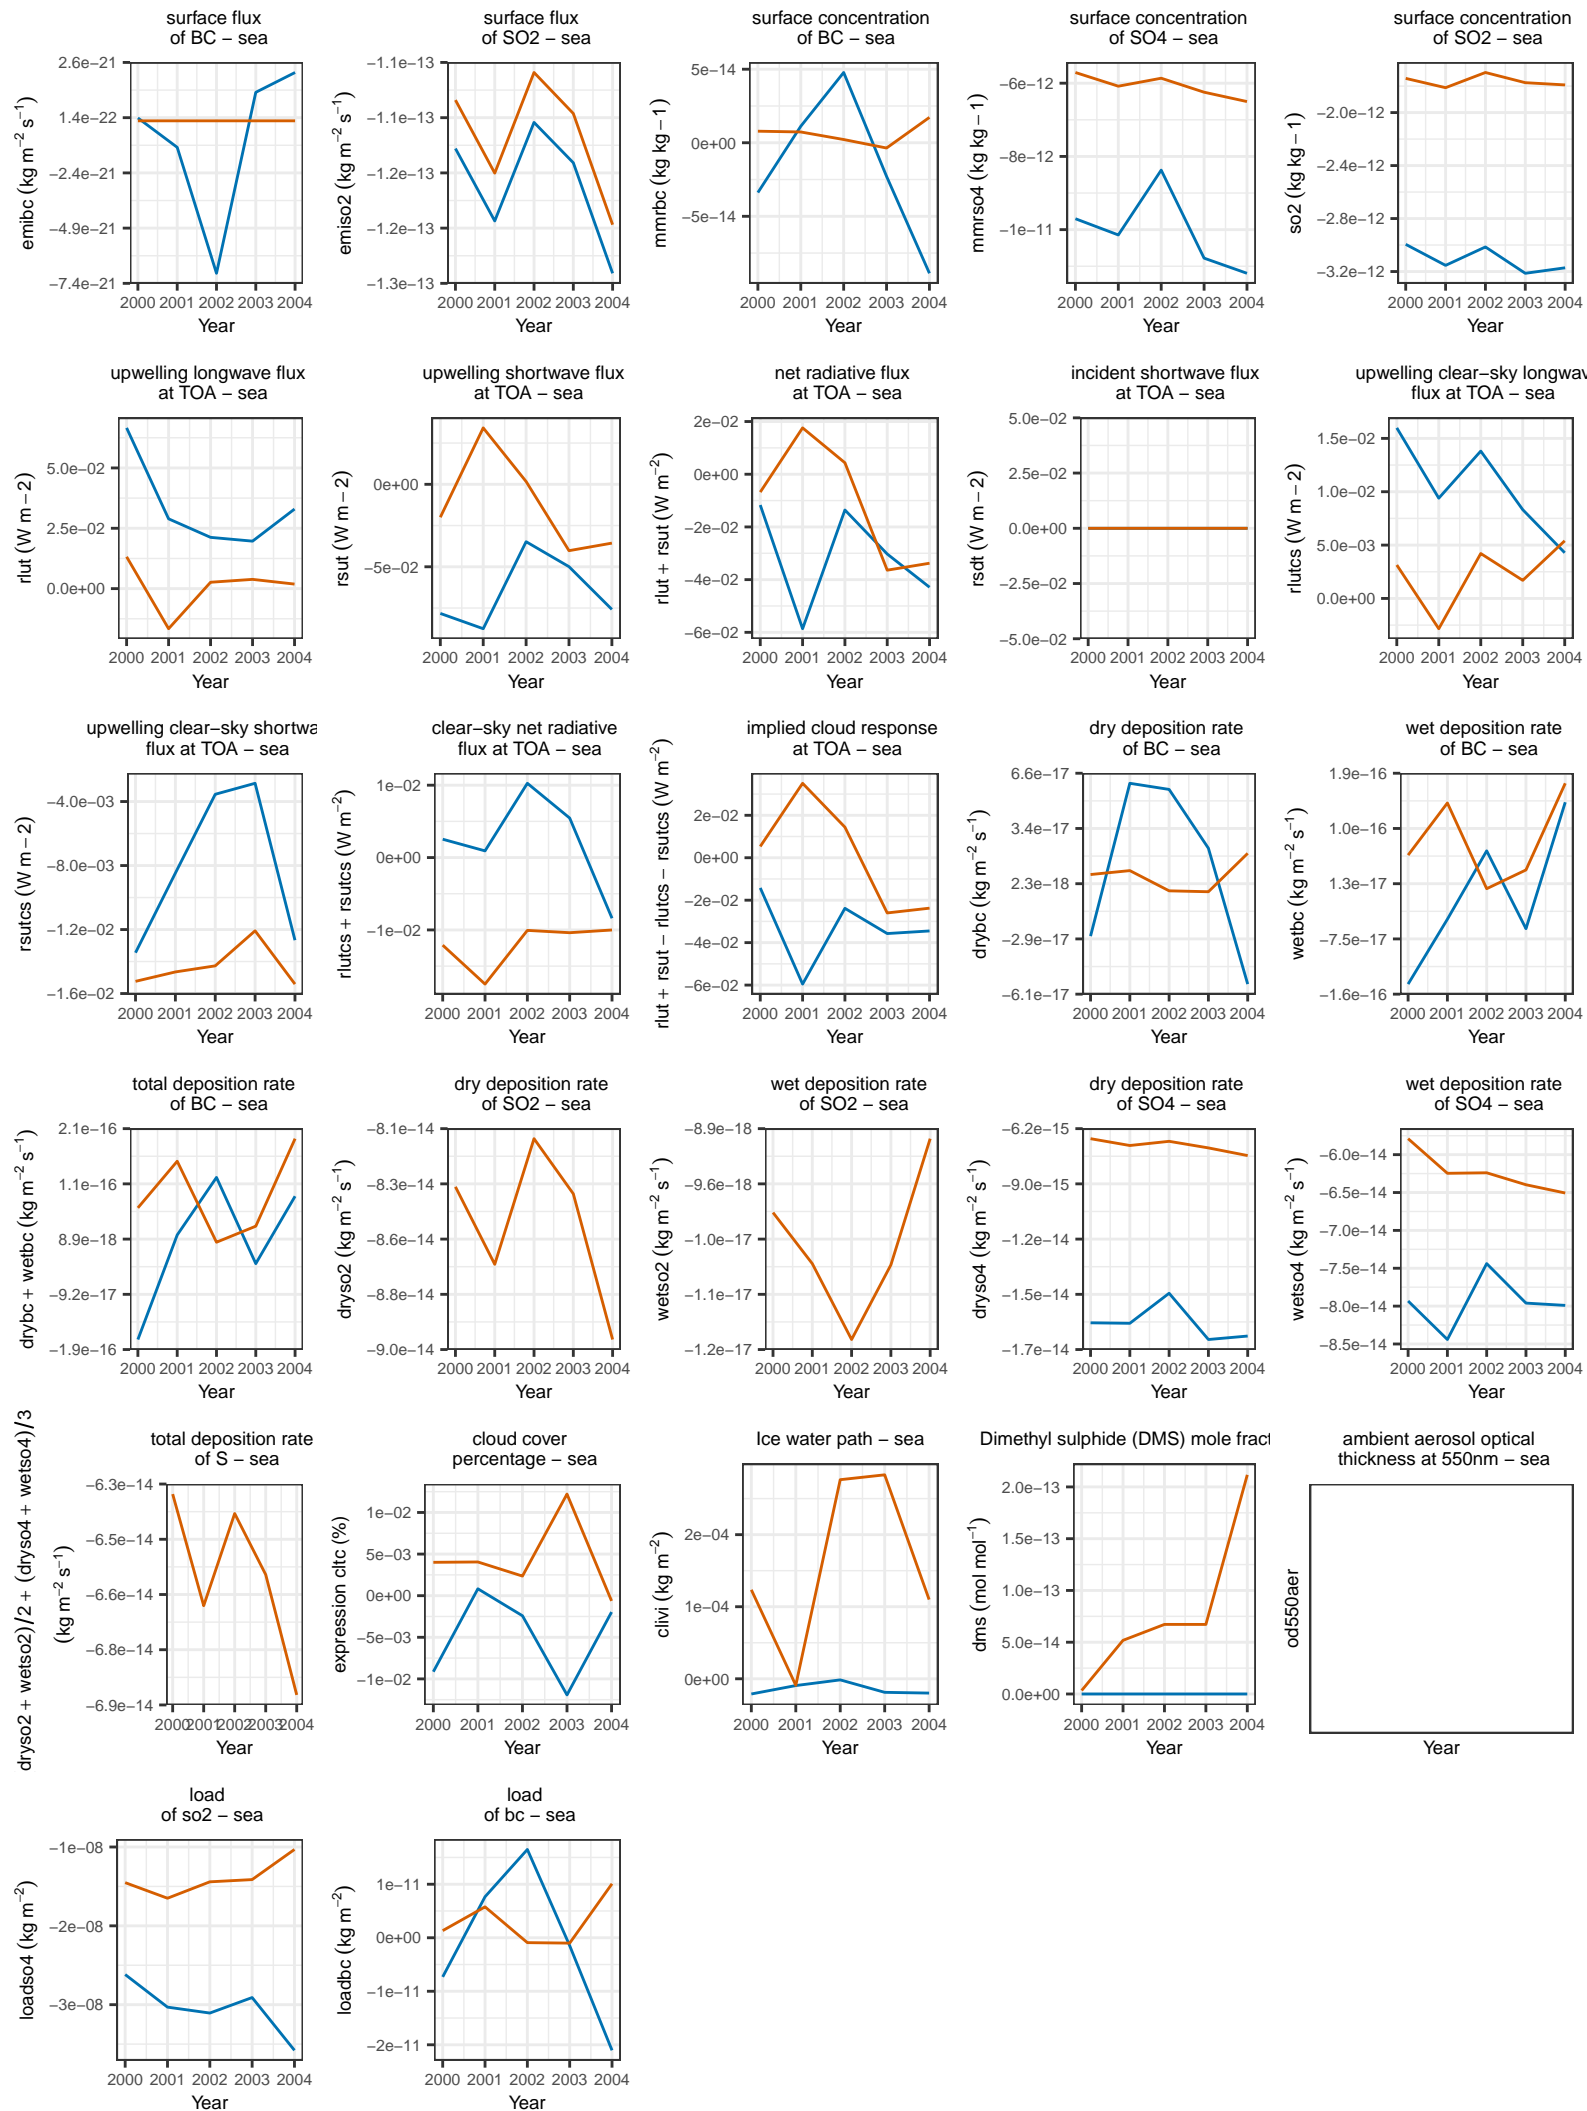 surface flux
of BC − sea
emibc (kg m−2 s−1)
2.6e−21
1.4e−22
−2.4e−21
−4.9e−21
−7.4e−21
2000 2001 2002 2003 2004
Year
surface flux
of SO2 − sea
emiso2 (kg m−2 s−1)
−1.1e−13
−1.1e−13
−1.2e−13
−1.2e−13
−1.3e−13
2000 2001 2002 2003 2004
Year
surface concentration
of BC − sea
mmrbc (kg kg − 1)
5e−14
0e+00
−5e−14
2000 2001 2002 2003 2004
Year
surface concentration
of SO4 − sea
mmrso4 (kg kg − 1)
−6e−12
−8e−12
−1e−11
2000 2001 2002 2003 2004
Year
surface concentration
of SO2 − sea
so2 (kg kg − 1)
−2.0e−12
−2.4e−12
−2.8e−12
−3.2e−12
2000 2001 2002 2003 2004
Year
upwelling longwave flux
at TOA − sea
rlut (W m − 2)
5.0e−02
2.5e−02
0.0e+00
2000 2001 2002 2003 2004
Year
upwelling shortwave flux
at TOA − sea
rsut (W m − 2)
0e+00
−5e−02
2000 2001 2002 2003 2004
Year
net radiative flux
at TOA − sea
rlut + rsut (W m−2)
2e−02
0e+00
−2e−02
−4e−02
−6e−02
2000 2001 2002 2003 2004
Year
incident shortwave flux
at TOA − sea
rsdt (W m − 2)
5.0e−02
2.5e−02
0.0e+00
−2.5e−02
−5.0e−02
2000 2001 2002 2003 2004
Year
upwelling clear−sky longwav
flux at TOA − sea
rlutcs (W m − 2)
1.5e−02
1.0e−02
5.0e−03
0.0e+00
2000 2001 2002 2003 2004
Year
upwelling clear−sky shortwa
flux at TOA − sea
rsutcs (W m − 2)
−4.0e−03
−8.0e−03
−1.2e−02
−1.6e−02
2000 2001 2002 2003 2004
Year
clear−sky net radiative
flux at TOA − sea
rlutcs + rsutcs (W m−2)
1e−02
0e+00
−1e−02
2000 2001 2002 2003 2004
Year
implied cloud response
at TOA − sea
rlut + rsut − rlutcs − rsutcs (W m−2)
2e−02
0e+00
−2e−02
−4e−02
−6e−02
2000 2001 2002 2003 2004
Year
dry deposition rate
of BC − sea
drybc (kg m−2 s−1)
6.6e−17
3.4e−17
2.3e−18
−2.9e−17
−6.1e−17
2000 2001 2002 2003 2004
Year
wet deposition rate
of BC − sea
wetbc (kg m−2 s−1)
1.9e−16
1.0e−16
1.3e−17
−7.5e−17
−1.6e−16
2000 2001 2002 2003 2004
Year
total deposition rate
of BC − sea
drybc + wetbc (kg m−2 s−1)
2.1e−16
1.1e−16
8.9e−18
−9.2e−17
−1.9e−16
2000 2001 2002 2003 2004
Year
dry deposition rate
of SO2 − sea
dryso2 (kg m−2 s−1)
−8.1e−14
−8.3e−14
−8.6e−14
−8.8e−14
−9.0e−14
2000 2001 2002 2003 2004
Year
wet deposition rate
of SO2 − sea
wetso2 (kg m−2 s−1)
−8.9e−18
−9.6e−18
−1.0e−17
−1.1e−17
−1.2e−17
2000 2001 2002 2003 2004
Year
dry deposition rate
of SO4 − sea
dryso4 (kg m−2 s−1)
−6.2e−15
−9.0e−15
−1.2e−14
−1.5e−14
−1.7e−14
2000 2001 2002 2003 2004
Year
wet deposition rate
of SO4 − sea
wetso4 (kg m−2 s−1)
−6.0e−14
−6.5e−14
−7.0e−14
−7.5e−14
−8.0e−14
−8.5e−14
2000 2001 2002 2003 2004
Year
total deposition rate
of S − sea
dryso2 + wetso2)/2 + (dryso4 + wetso4)/3
(kg m−2 s−1)
−6.3e−14
−6.5e−14
−6.6e−14
−6.8e−14
−6.9e−14
2000 2001 2002 2003 2004
Year
cloud cover
percentage − sea
expression cltc (%)
1e−02
5e−03
0e+00
−5e−03
−1e−02
2000 2001 2002 2003 2004
Year
Ice water path − sea
clivi (kg m−2)
2e−04
1e−04
0e+00
2000 2001 2002 2003 2004
Year
Dimethyl sulphide (DMS) mole fract
dms (mol mol−1)
2.0e−13
1.5e−13
1.0e−13
5.0e−14
0.0e+00
2000 2001 2002 2003 2004
Year
ambient aerosol optical
thickness at 550nm − sea
od550aer
Year
load
of so2 − sea
loadso4 (kg m−2)
−1e−08
−2e−08
−3e−08
2000 2001 2002 2003 2004
Year
load
of bc − sea
loadbc (kg m−2)
1e−11
0e+00
−1e−11
−2e−11
2000 2001 2002 2003 2004
Year